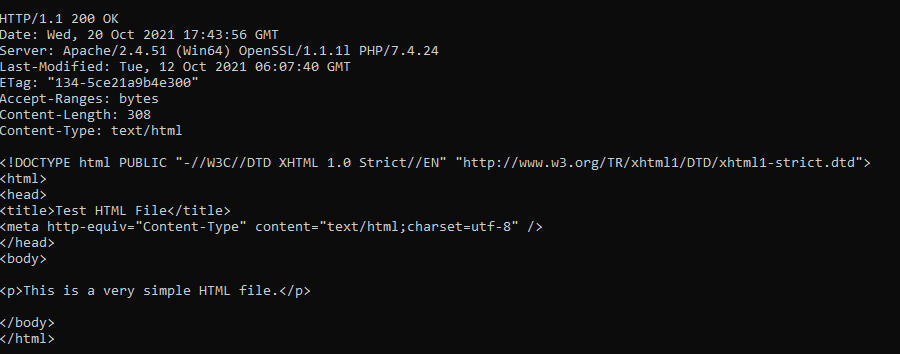 HTTP/1.1 200 OK
Date: Wed, 20 Oct 2021 17:43:56 GMT
Server: Apache/2.4.51 (Win64) OpenSSL/1.1.1l PHP/7.4.24
Last-Modified: Tue, 12 Oct 2021 06:07:40 GMT
ETag: "134-5ce21a9b4e300"
Accept-Ranges: bytes
Content-Length: 308
Content-Type: text/html

<!DOCTYPE html PUBLIC "-//W3C//DTD XHTML 1.0 Strict//EN" "http://www.w3.org/TR/xhtml1/DTD/xhtml1-strict.dtd">
<html>
<head>
<title>Test HTML File</title>
<meta http-equiv="Content-Type" content="text/html;charset=utf-8" />
</head>
<body>

<p>This is a very simple HTML file.</p>

</body>
</html>